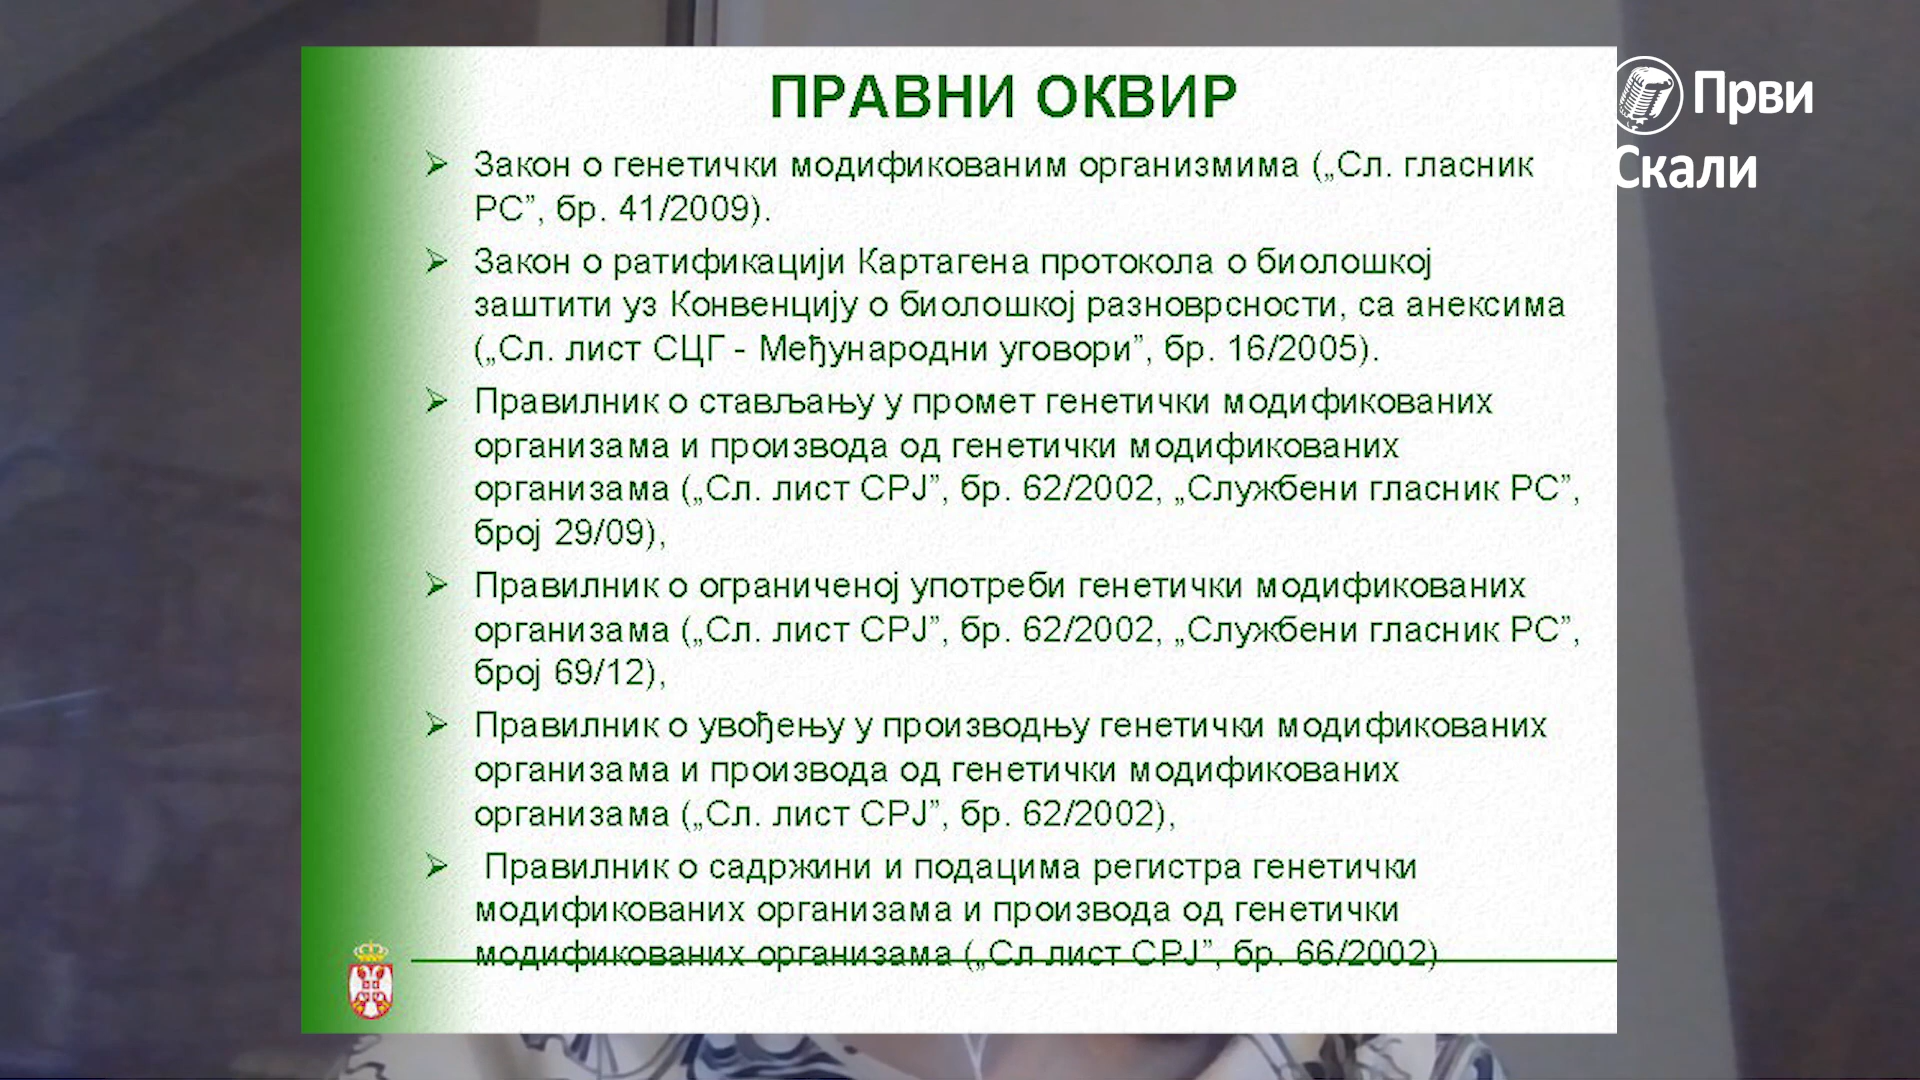 ПРАВНИ ОКВИР
Закон о генетички модификованим организмима („Сл. гласник
РС”, бр. 41/2009).
Закон о ратификацији Картагена протокола о биолошкој
заштити уз Конвенцију о биолошкој разноврсности, са анексима
(„Сл. лист СЦГ - Међународни уговори”, бр. 16/2005).
Правилник о стављању у промет генетички модификованих
организама и производа од генетички модификованих
организама („Сл. лист СРЈ”, бр. 62/2002, „Службени гласник РС”,
број 29/09),
Правилник о ограниченој употреби генетички модификованих
организама („Сл. лист СРЈ”, бр. 62/2002, „Службени гласник РС”,
број 69/12),
Правилник о увођењу у производњу генетички модификованих
организама и производа од генетички модификованих
организама („Сл. лист СРЈ”, бр. 62/2002),
Правилник о садржини и подацима регистра генетички
модификованих организама и производа од генетички
модификованих организама („Сл лист СРЈ”, бр. 66/2002)
Први
Скали